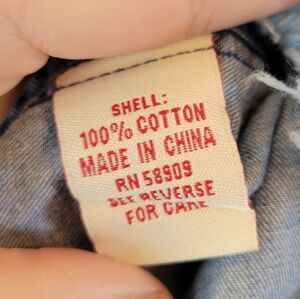 SHELL:
100% COTTON
MADE IN CHINA
RN 58909
SEE REVERSE
FOR CARE